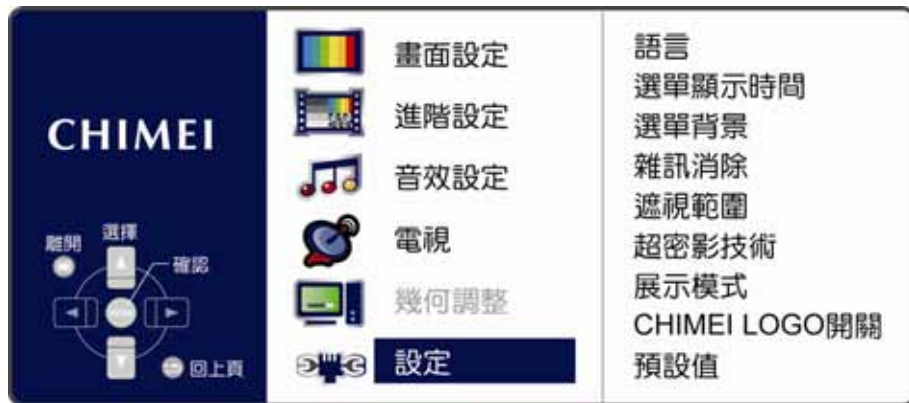 CHIMEI
離開
選擇
確認
回上頁
畫面設定
進階設定
音效設定
電視
幾何調整
設定
語言
選單顯示時間
選單背景
雜訊消除
遮視範圍
超密影技術
展示模式
CHIMEI LOGO開關
預設值